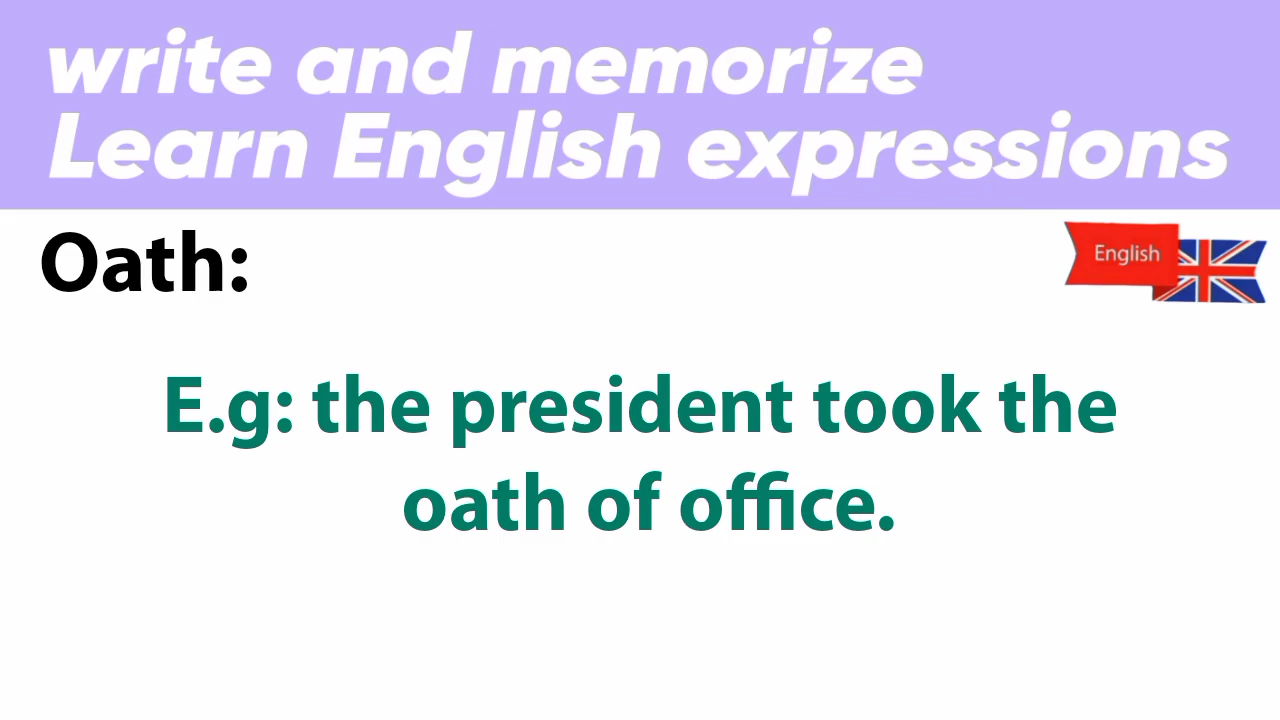 write and memorize
Learn English expressions
Oath:
English
E.g: the president took the
oath of office.